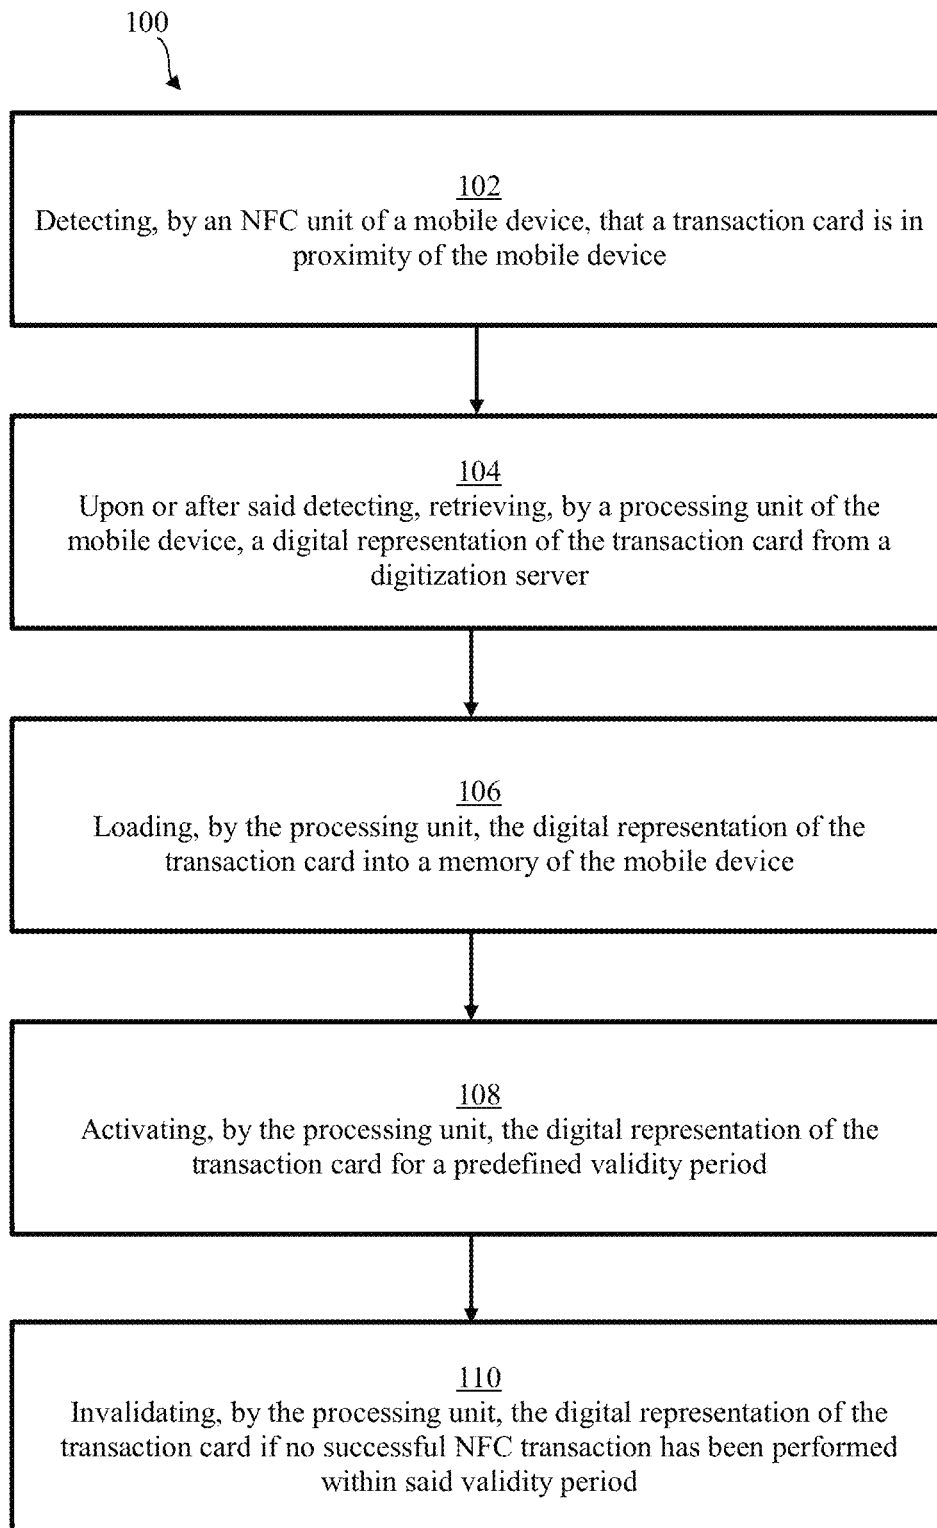 100
102
Detecting, by an NFC unit of a mobile device, that a transaction card is in
proximity of the mobile device
104
Upon or after said detecting, retrieving, by a processing unit of the
mobile device, a digital representation of the transaction card from a
digitization server
106
Loading, by the processing unit, the digital representation of the
transaction card into a memory of the mobile device
108
Activating, by the processing unit, the digital representation of the
transaction card for a predefined validity period
110
Invalidating, by the processing unit, the digital representation of the
transaction card if no successful NFC transaction has been performed
within said validity period